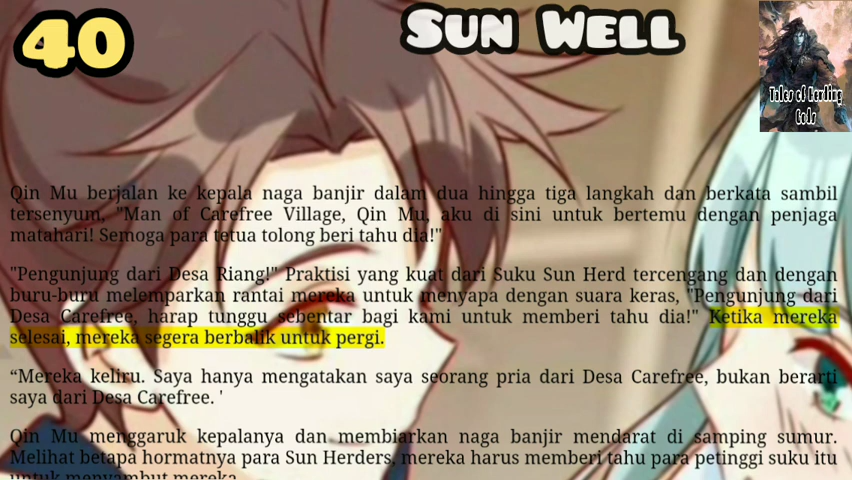 40
SUN WELL
Tales of Herding
Gods
Qin Mu berjalan ke kepala naga banjir dalam dua hingga tiga langkah dan berkata sambil
tersenyum, "Man of Carefree Village, Qin Mu, aku di sini untuk bertemu dengan penjaga
matahari! Semoga para tetua tolong beri tahu dia!"
"Pengunjung dari Desa Riang!" Praktisi yang kuat dari Suku Sun Herd tercengang dan dengan
buru-buru melemparkan rantai mereka untuk menyapa dengan suara keras, "Pengunjung dari
Desa Carefree, harap tunggu sebentar bagi kami untuk memberi tahu dia!" Ketika mereka
selesai, mereka segera berbalik untuk pergi.
“Mereka keliru. Saya hanya mengatakan saya seorang pria dari Desa Carefree, bukan berarti
saya dari Desa Carefree. '
Qin Mu menggaruk kepalanya dan membiarkan naga banjir mendarat di samping sumur.
Melihat betapa hormatnya para Sun Herders, mereka harus memberi tahu para petinggi suku itu
untuk menyambut mereka.